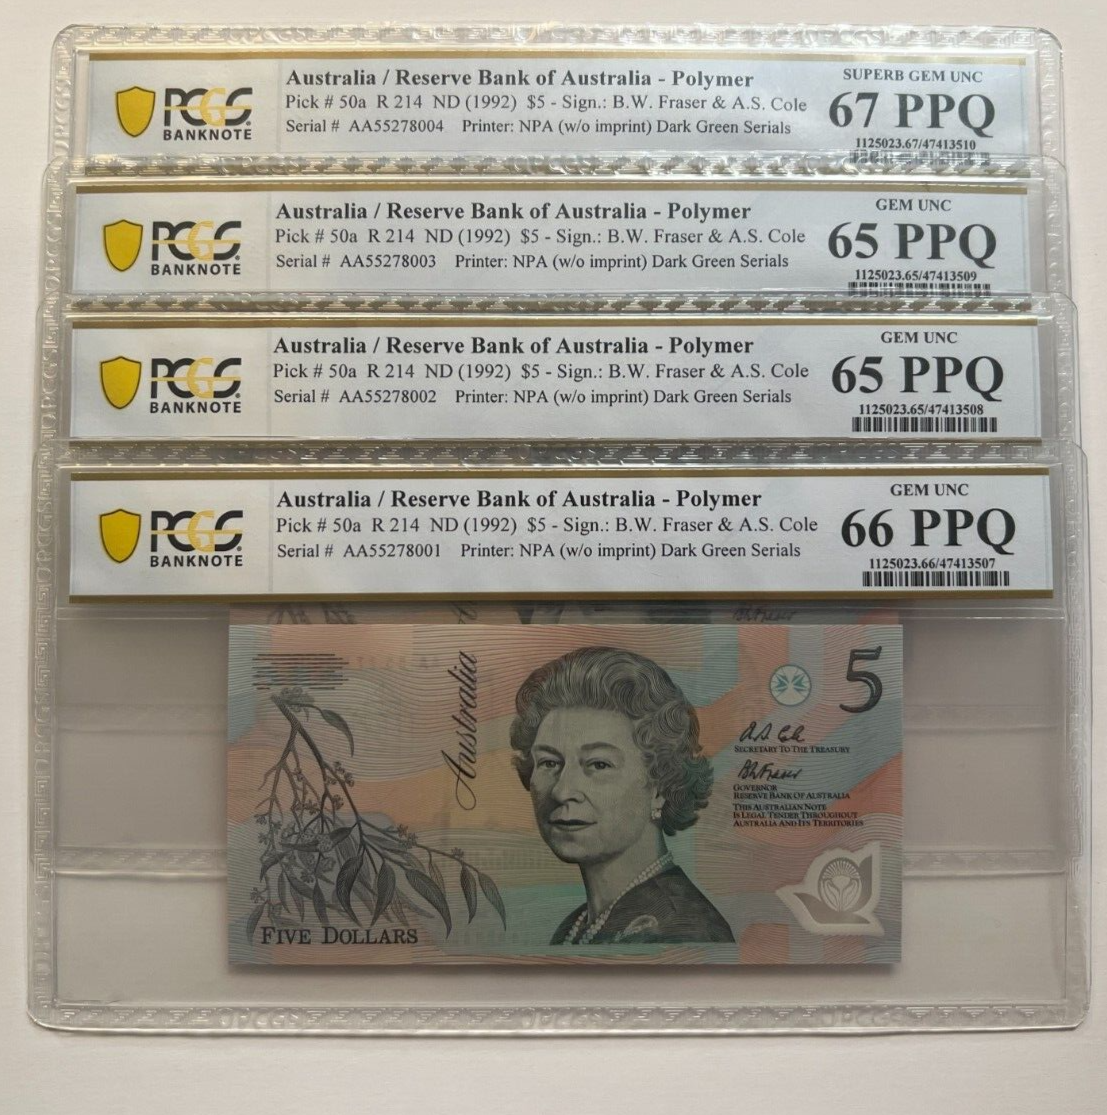 PCGS
BANKNOTE
Australia / Reserve Bank of Australia - Polymer
Pick # 50a R 214 ND (1992) $5 - Sign.: B.W. Fraser & A.S. Cole
Serial # AA55278004 Printer: NPA (w/o imprint) Dark Green Serials
SUPERB GEM UNC
67 PPQ
1125023.67/47413510
PCGS
BANKNOTE
Australia / Reserve Bank of Australia - Polymer
Pick # 50a R 214 ND (1992) $5 - Sign.: B.W. Fraser & A.S. Cole
Serial # AA55278003 Printer: NPA (w/o imprint) Dark Green Serials
GEM UNC
65 PPQ
1125023.65/47413509
PCGS
BANKNOTE
Australia / Reserve Bank of Australia - Polymer
Pick # 50a R 214 ND (1992) $5 - Sign.: B.W. Fraser & A.S. Cole
Serial # AA55278002 Printer: NPA (w/o imprint) Dark Green Serials
GEM UNC
65 PPQ
1125023.65/47413508
PCGS
BANKNOTE
Australia / Reserve Bank of Australia - Polymer
Pick # 50a R 214 ND (1992) $5 - Sign.: B.W. Fraser & A.S. Cole
Serial # AA55278001 Printer: NPA (w/o imprint) Dark Green Serials
GEM UNC
66 PPQ
1125023.66/47413507
Australia
5
A.S. Cole
SECRETARY TO THE TREASURY
B.W. Fraser
GOVERNOR
RESERVE BANK OF AUSTRALIA
THIS AUSTRALIAN NOTE
IS LEGAL TENDER THROUGHOUT
AUSTRALIA AND ITS TERRITORIES
FIVE DOLLARS